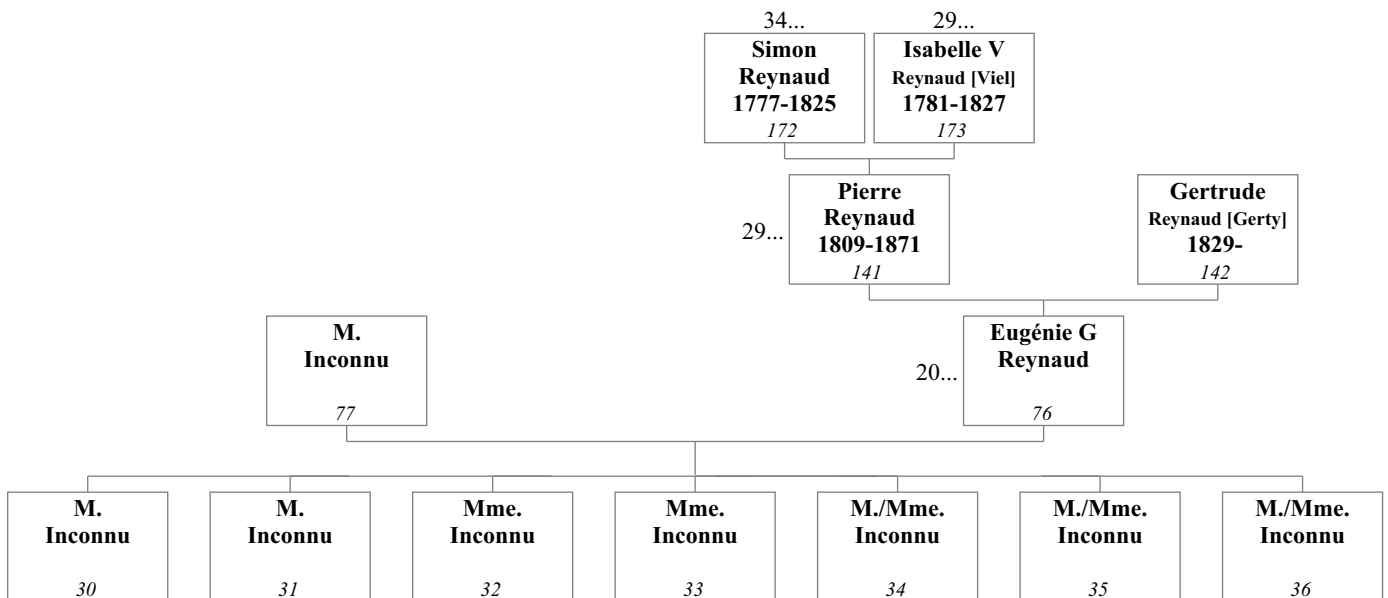 34...
Simon
Reynaud
1777-1825
172
29...
Isabelle V
Reynaud [Viel]
1781-1827
173
29...
Pierre
Reynaud
1809-1871
141
Gertrude
Reynaud [Gerty]
1829-
142
M.
Inconnu
77
20...
Eugénie G
Reynaud
76
M.
Inconnu
30
M.
Inconnu
31
Mme.
Inconnu
32
Mme.
Inconnu
33
M./Mme.
Inconnu
34
M./Mme.
Inconnu
35
M./Mme.
Inconnu
36